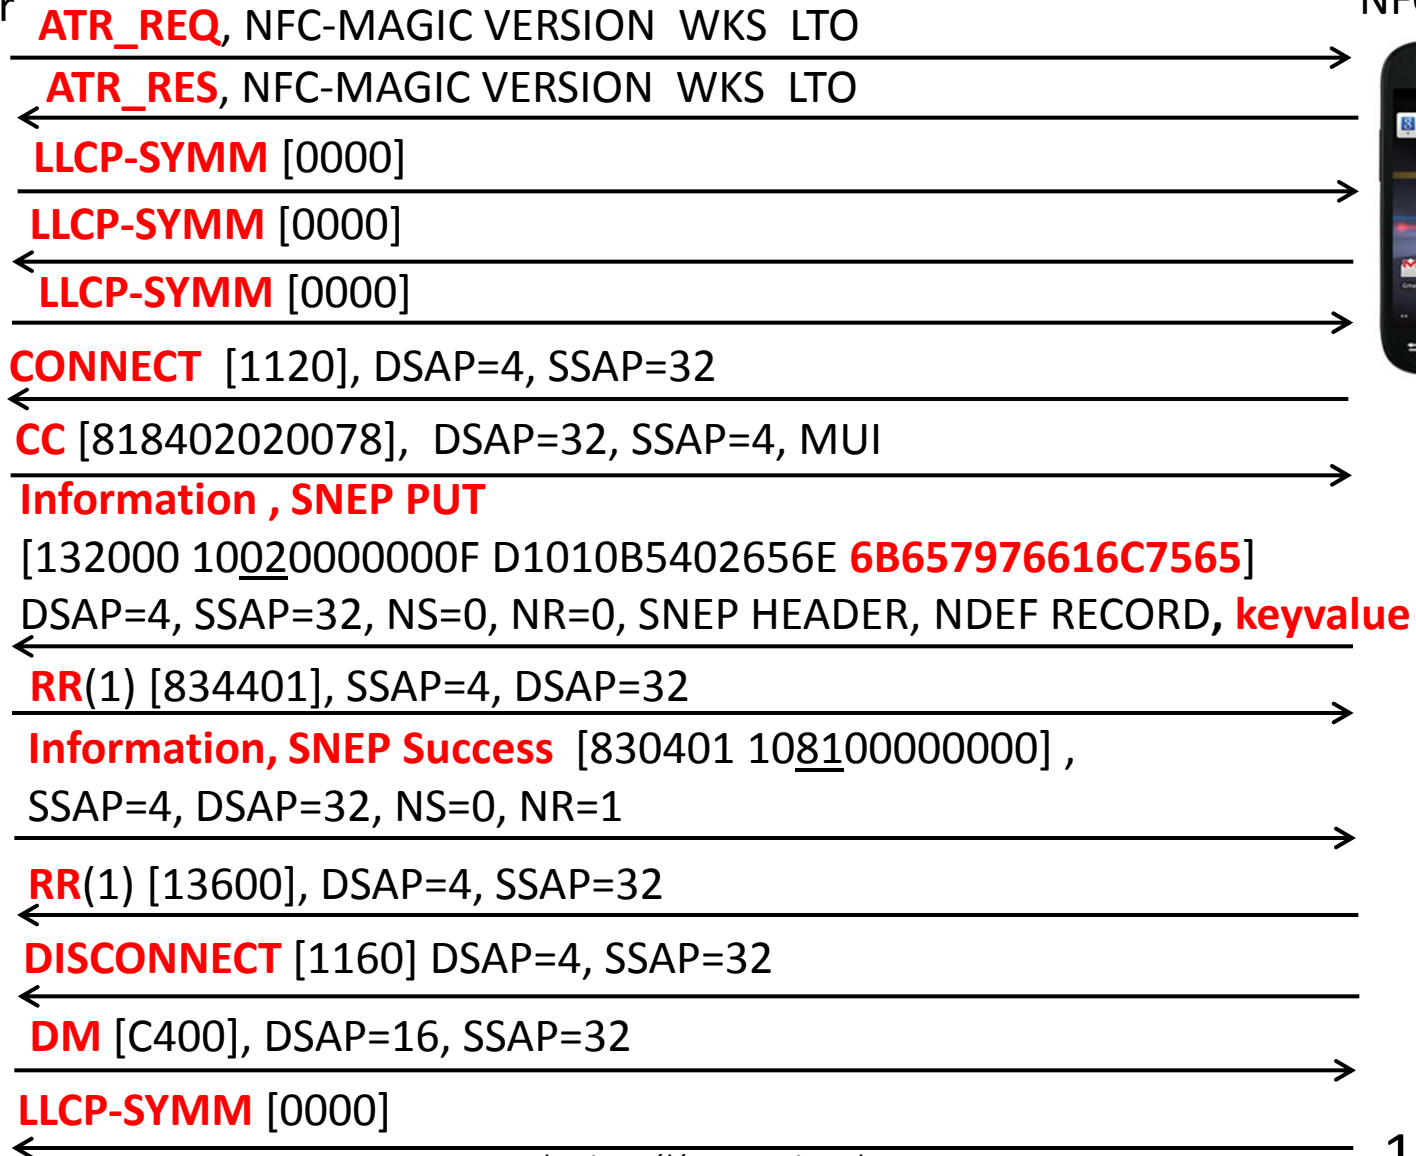 ATR_REQ, NFC-MAGIC VERSION WKS LTO
ATR_RES, NFC-MAGIC VERSION WKS LTO
LLCP-SYMM [0000]
LLCP-SYMM [0000]
LLCP-SYMM [0000]
CONNECT [1120], DSAP=4, SSAP=32
CC [818402020078], DSAP=32, SSAP=4, MUI
Information , SNEP PUT
[132000 10020000000F D1010B5402656E 6B657976616C7565]
DSAP=4, SSAP=32, NS=0, NR=0, SNEP HEADER, NDEF RECORD, keyvalue
RR(1) [834401], SSAP=4, DSAP=32
Information, SNEP Success [830401 108100000000] ,
SSAP=4, DSAP=32, NS=0, NR=1
RR(1) [13600], DSAP=4, SSAP=32
DISCONNECT [1160] DSAP=4, SSAP=32
DM [C400], DSAP=16, SSAP=32
LLCP-SYMM [0000]
1